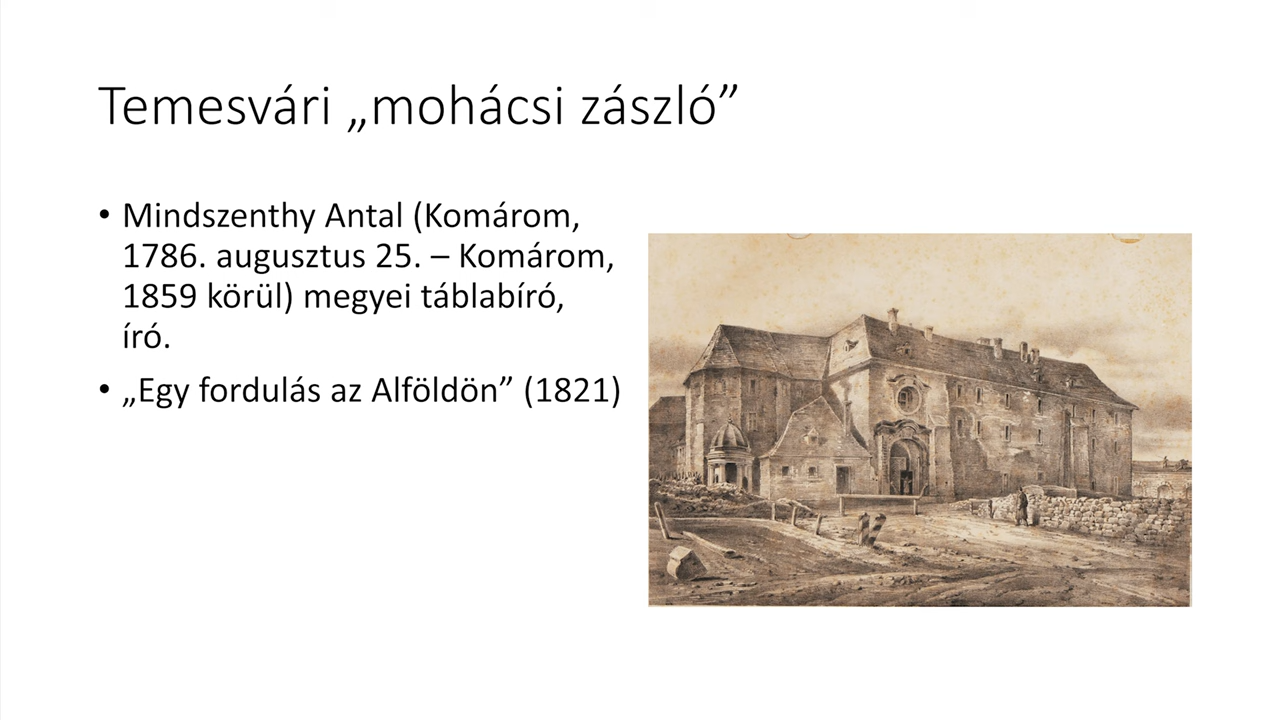 Temesvári „mohácsi zászló”
• Mindszenthy Antal (Komárom,
1786. augusztus 25. – Komárom,
1859 körül) megyei táblabíró,
író.
• „Egy fordulás az Alföldön” (1821)